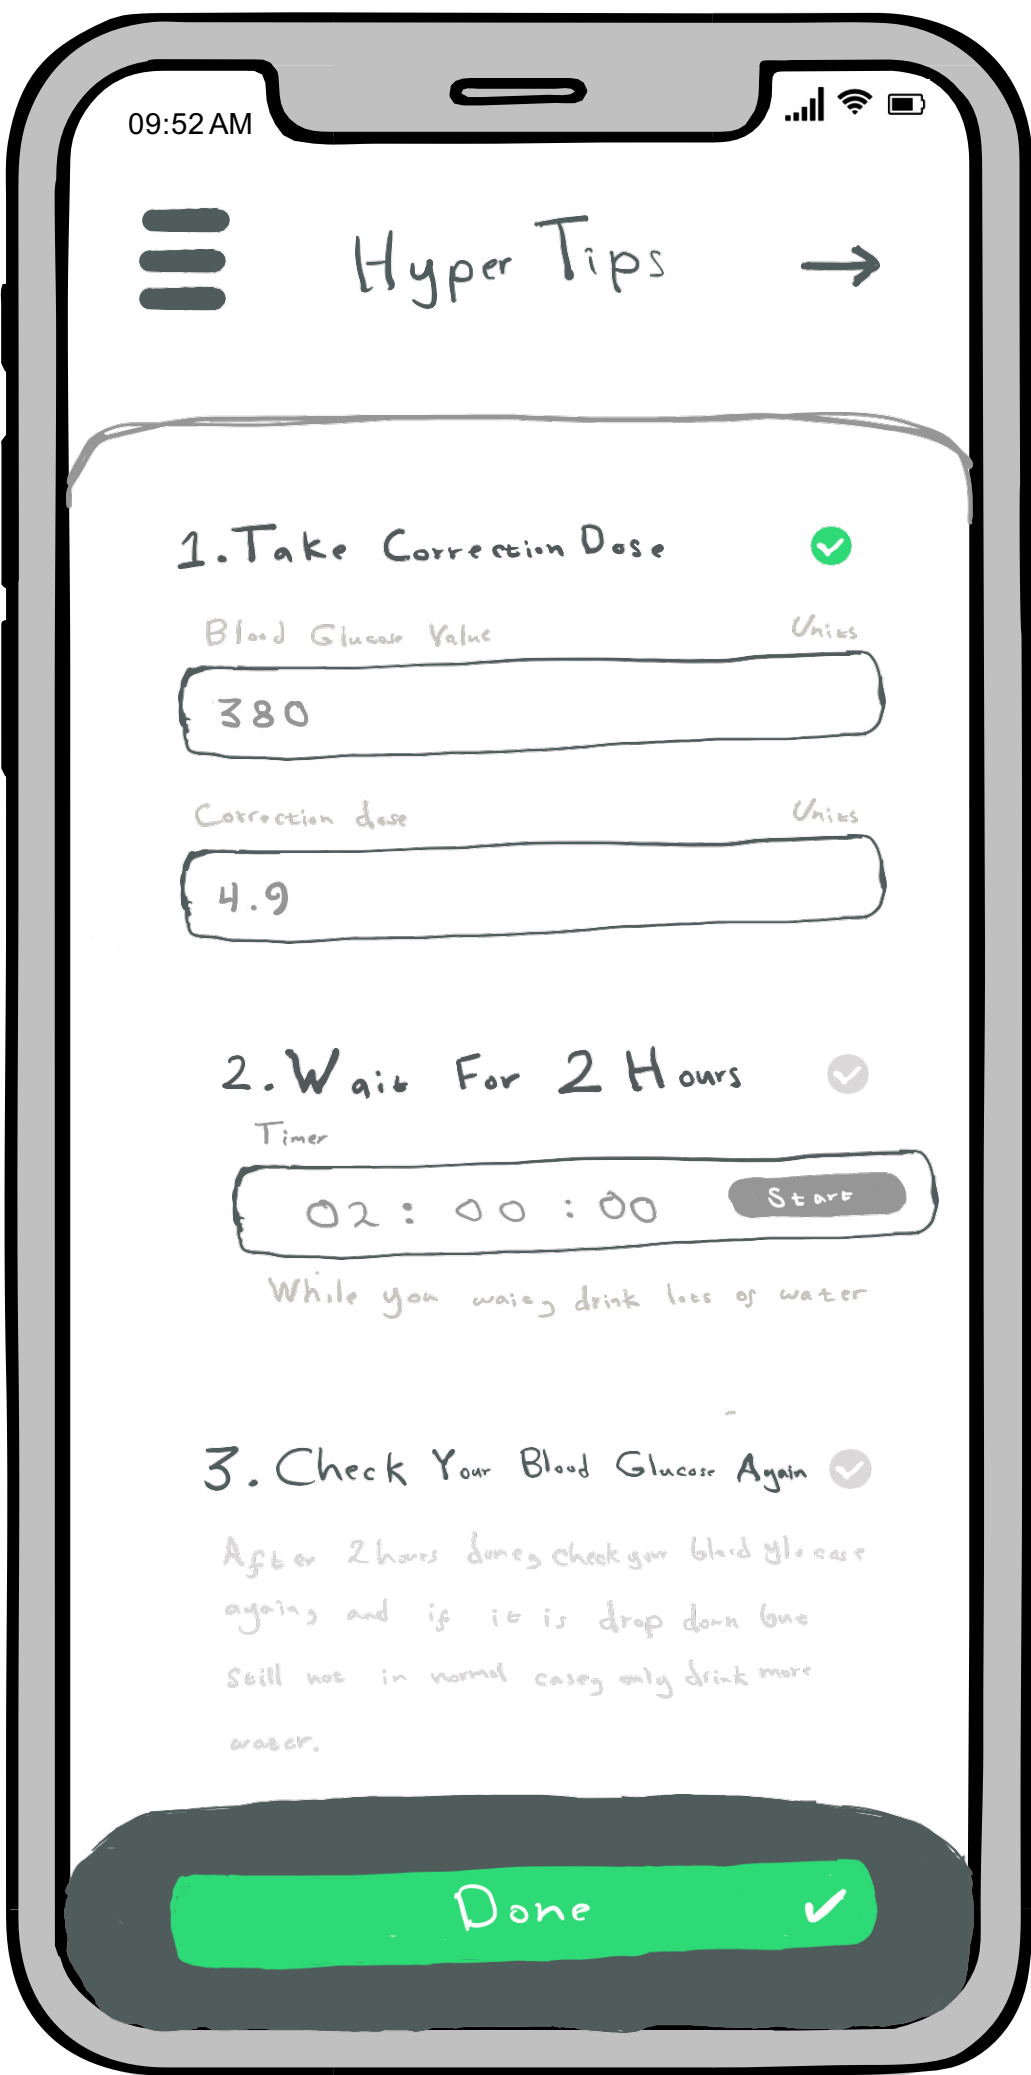 09:52 AM
Hyper Tips
1. Take Correction Dose
Blood Glucose Value Units
380
Correction dose Units
4.9
2. Wait For 2 Hours
Timer
02 : 00 : 00 Start
While you wait, drink lots of water
3. Check Your Blood Glucose Again
After 2 hours done, check your blood glucose
again, and if it is drop down but
still not in normal case, only drink more
water.
Done